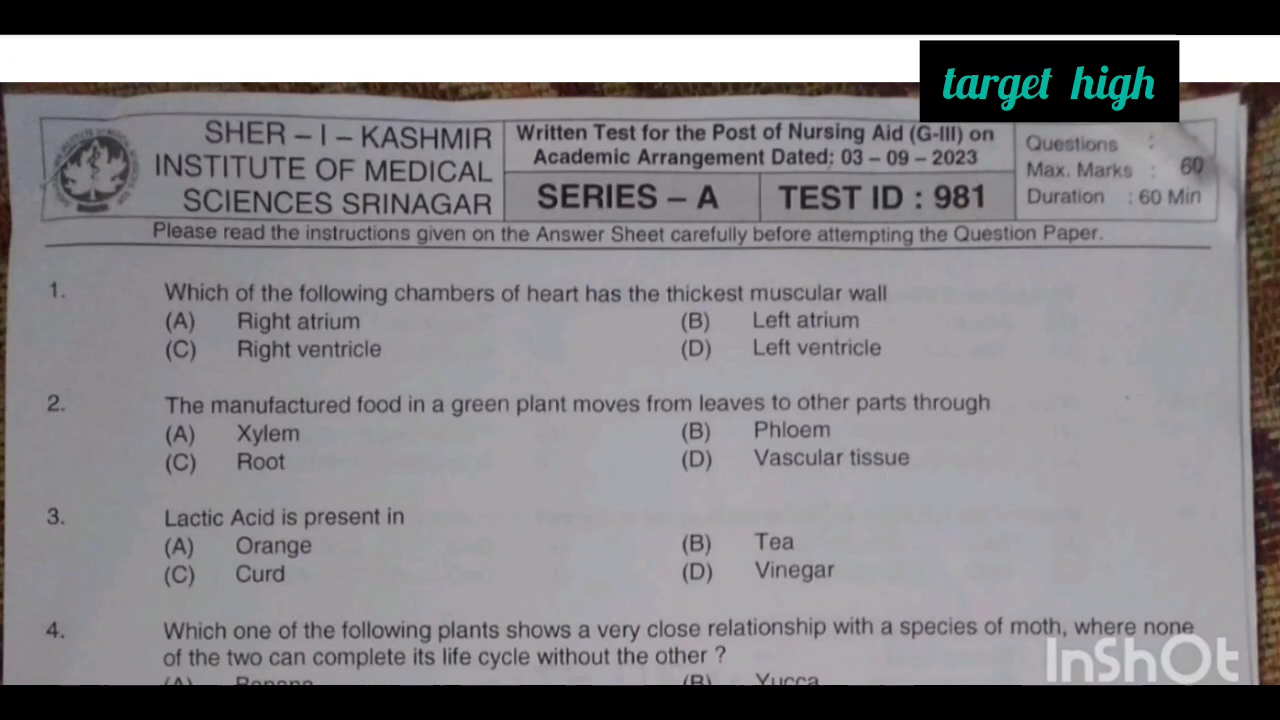 target high
SHER – I – KASHMIR
INSTITUTE OF MEDICAL
SCIENCES SRINAGAR
Written Test for the Post of Nursing Aid (G-III) on
Academic Arrangement Dated; 03 – 09 – 2023
SERIES – A
TEST ID : 981
Questions :
Max. Marks : 60
Duration : 60 Min
Please read the instructions given on the Answer Sheet carefully before attempting the Question Paper.
1. Which of the following chambers of heart has the thickest muscular wall
(A) Right atrium (B) Left atrium
(C) Right ventricle (D) Left ventricle
2. The manufactured food in a green plant moves from leaves to other parts through
(A) Xylem (B) Phloem
(C) Root (D) Vascular tissue
3. Lactic Acid is present in
(A) Orange (B) Tea
(C) Curd (D) Vinegar
4. Which one of the following plants shows a very close relationship with a species of moth, where none
of the two can complete its life cycle without the other ?
(A) Banana (B) Yucca
InShOt